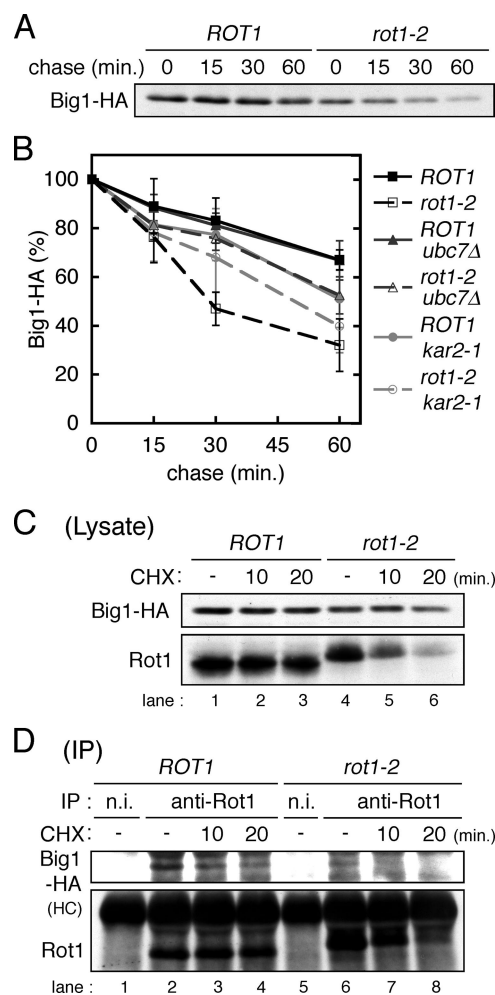 A
ROT1 rot1-2
chase (min.) 0 15 30 60 0 15 30 60
Big1-HA
B
Big1-HA (%)
100
80
60
40
20
0
0 15 30 45 60
chase (min.)
ROT1
rot1-2
ROT1
ubc7Δ
rot1-2
ubc7Δ
ROT1
kar2-1
rot1-2
kar2-1
C (Lysate)
ROT1 rot1-2
CHX: - 10 20 - 10 20 (min.)
Big1-HA
Rot1
lane : 1 2 3 4 5 6
D (IP)
ROT1 rot1-2
IP : n.i. anti-Rot1 n.i. anti-Rot1
CHX: - - 10 20 - - 10 20 (min.)
Big1
-HA
(HC)
Rot1
lane : 1 2 3 4 5 6 7 8